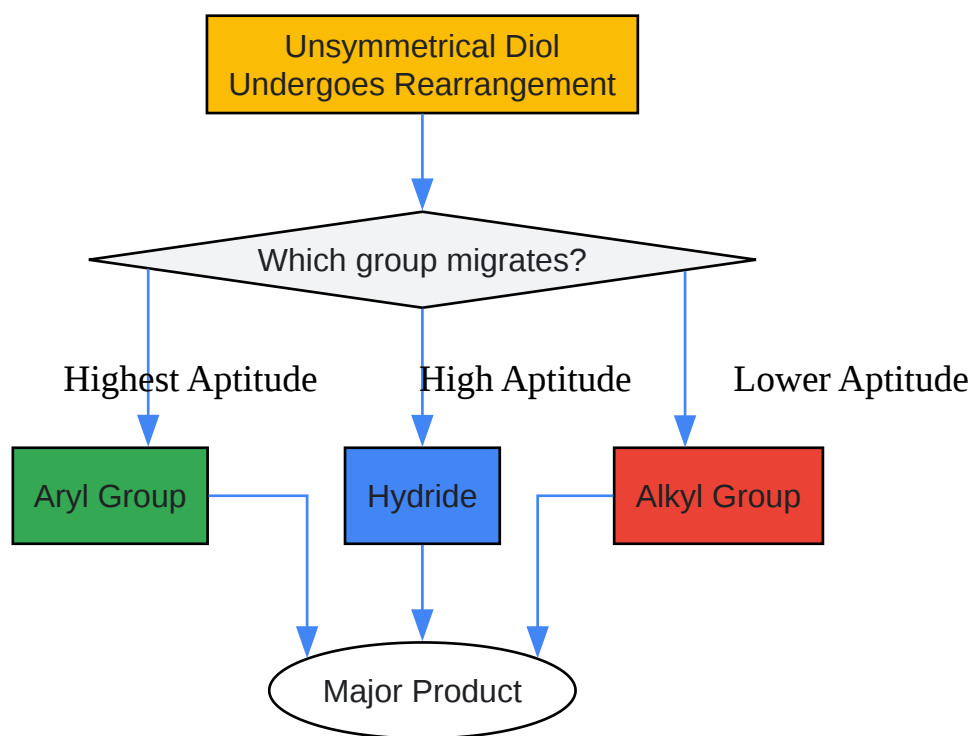 Unsymmetrical Diol
Undergoes Rearrangement
Which group migrates?
Highest Aptitude
High Aptitude
Lower Aptitude
Aryl Group
Hydride
Alkyl Group
Major Product